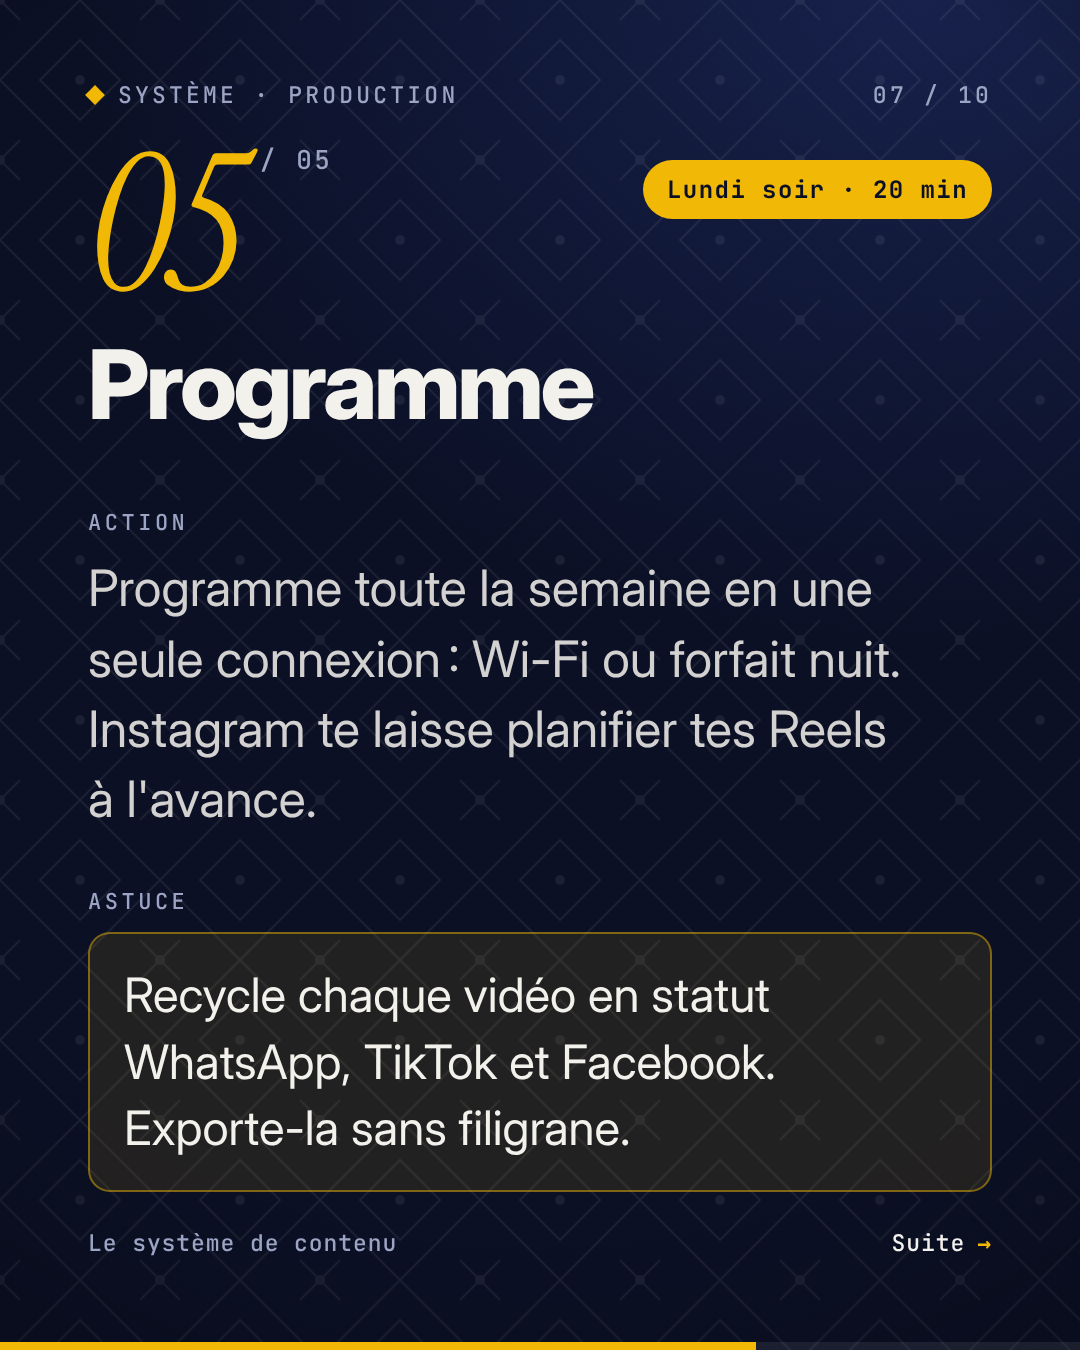 SYSTÈME · PRODUCTION
07 / 10
05 / 05
Lundi soir · 20 min
Programme
ACTION
Programme toute la semaine en une
seule connexion : Wi-Fi ou forfait nuit.
Instagram te laisse planifier tes Reels
à l'avance.
ASTUCE
Recycle chaque vidéo en statut
WhatsApp, TikTok et Facebook.
Exporte-la sans filigrane.
Le système de contenu
Suite →